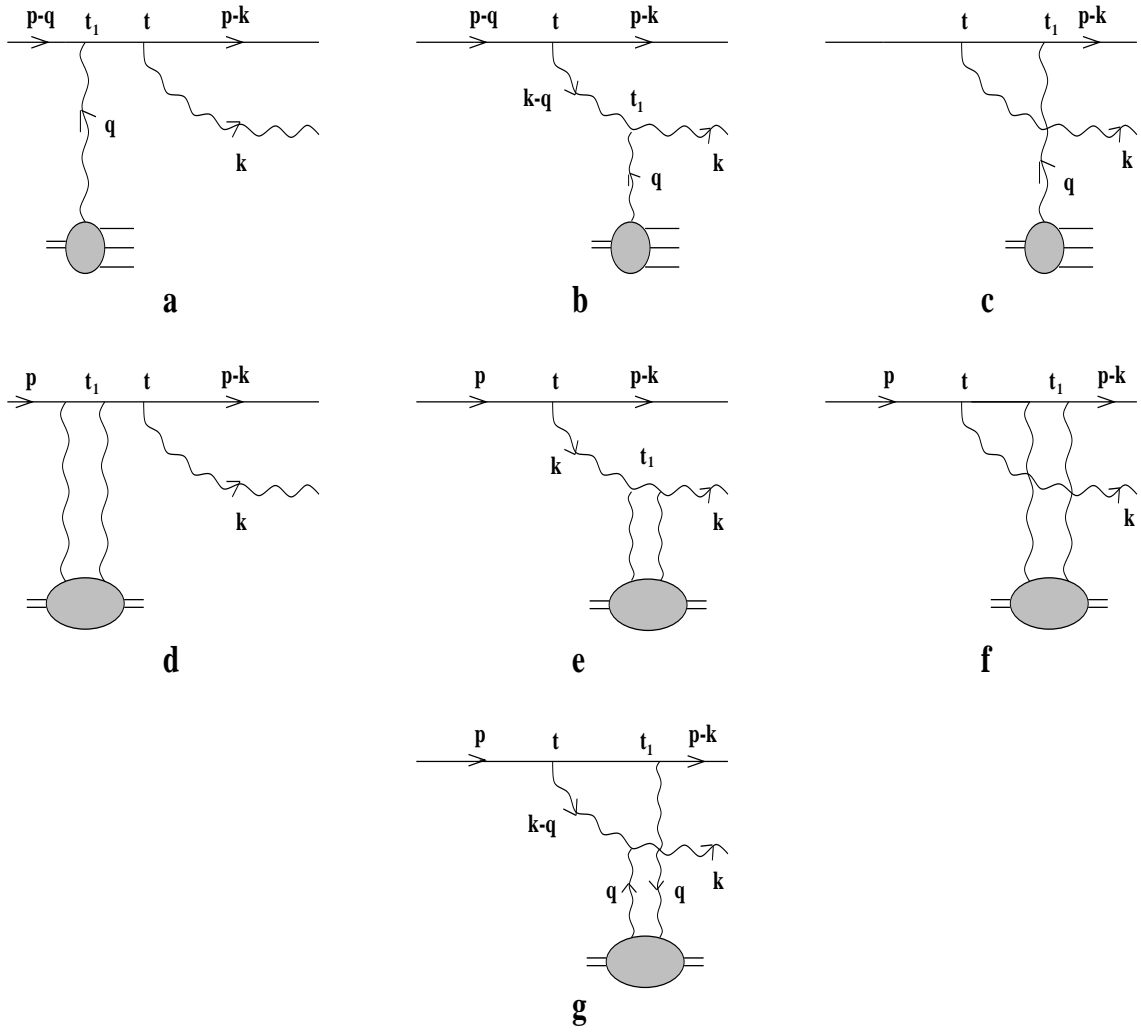 p-q t₁ t p-k
q
k
a
p-q t p-k
k-q t₁
k
q
b
t t₁ p-k
k
q
c
p t₁ t p-k
k
d
p t p-k
k t₁
k
e
p t t₁ p-k
k
f
p t t₁ p-k
k-q
k
q q
g